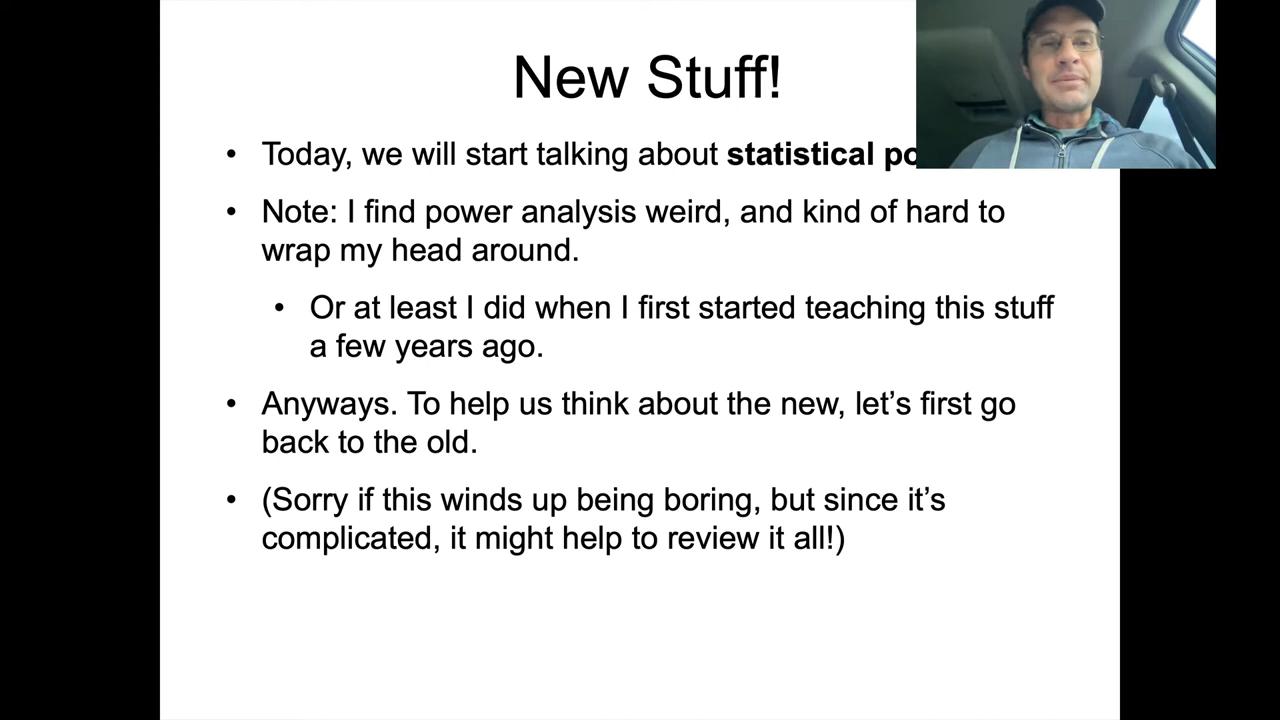 New Stuff!
• Today, we will start talking about statistical
• Note: I find power analysis weird, and kind of hard to
wrap my head around.
• Or at least I did when I first started teaching this stuff
a few years ago.
• Anyways. To help us think about the new, let's first go
back to the old.
• (Sorry if this winds up being boring, but since it's
complicated, it might help to review it all!)